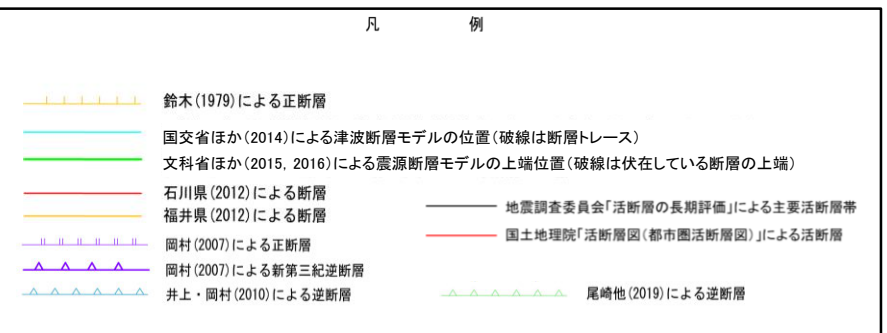 凡 例
鈴木(1979)による正断層
国交省ほか(2014)による津波断層モデルの位置(破線は断層トレース)
文科省ほか(2015, 2016)による震源断層モデルの上端位置(破線は伏在している断層の上端)
石川県(2012)による断層
福井県(2012)による断層
岡村(2007)による正断層
岡村(2007)による新第三紀逆断層
井上・岡村(2010)による逆断層
地震調査委員会「活断層の長期評価」による主要活断層帯
国土地理院「活断層図(都市圏活断層図)」による活断層
尾崎他(2019)による逆断層